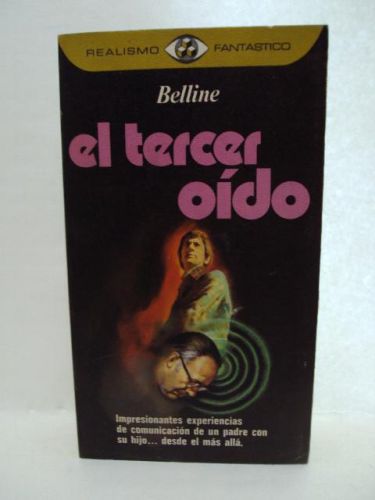 REALISMO FANTASTICO
Belline
el tercer
oído
Impresionantes experiencias
de comunicación de un padre con
su hijo... desde el más allá.